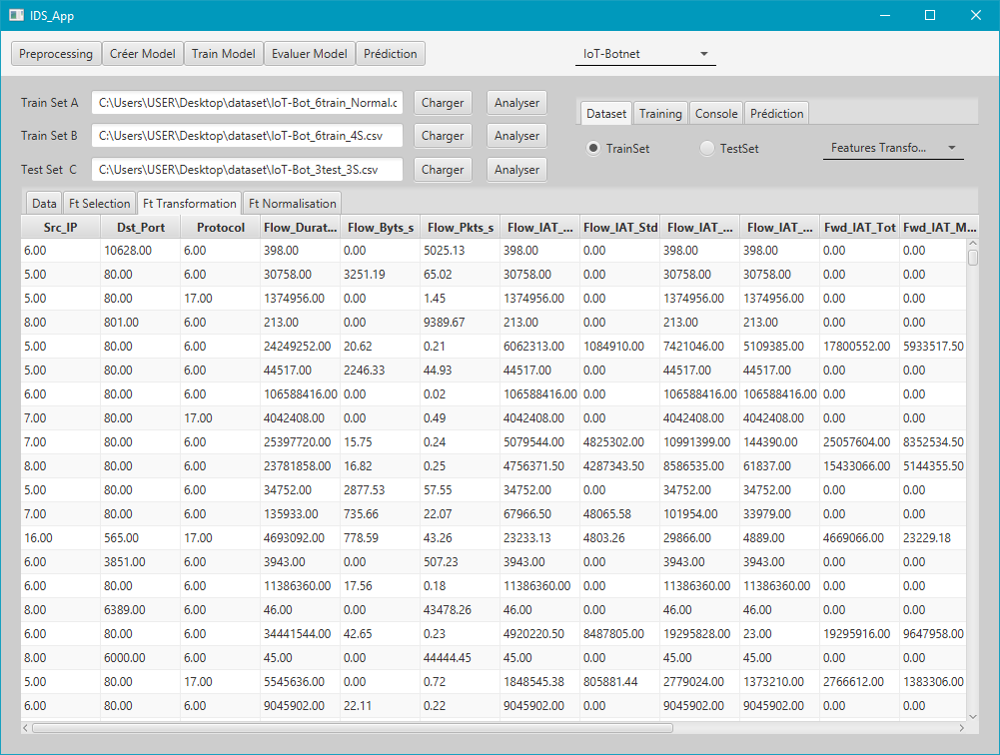 IDS_App
Preprocessing Créer Model Train Model Evaluer Model Prédiction IoT-Botnet
Train Set A C:\Users\USER\Desktop\dataset\IoT-Bot_6train_Normal.c Charger Analyser
Dataset Training Console Prédiction
Train Set B C:\Users\USER\Desktop\dataset\IoT-Bot_6train_4S.csv Charger Analyser
TrainSet TestSet Features Transfo...
Test Set C C:\Users\USER\Desktop\dataset\IoT-Bot_3test_3S.csv Charger Analyser
Data Ft Selection Ft Transformation Ft Normalisation
Src_IP Dst_Port Protocol Flow_Durat... Flow_Byts_s Flow_Pkts_s Flow_IAT_... Flow_IAT_Std Flow_IAT_... Flow_IAT_... Fwd_IAT_Tot Fwd_IAT_M...
6.00 10628.00 6.00 398.00 0.00 5025.13 398.00 0.00 398.00 398.00 0.00 0.00
5.00 80.00 6.00 30758.00 3251.19 65.02 30758.00 0.00 30758.00 30758.00 0.00 0.00
5.00 80.00 17.00 1374956.00 0.00 1.45 1374956.00 0.00 1374956.00 1374956.00 0.00 0.00
8.00 801.00 6.00 213.00 0.00 9389.67 213.00 0.00 213.00 213.00 0.00 0.00
5.00 80.00 6.00 24249252.00 20.62 0.21 6062313.00 1084910.00 7421046.00 5109385.00 17800552.00 5933517.50
5.00 80.00 6.00 44517.00 2246.33 44.93 44517.00 0.00 44517.00 44517.00 0.00 0.00
6.00 80.00 6.00 106588416.00 0.00 0.02 106588416.00 0.00 106588416.00 106588416.00 0.00 0.00
7.00 80.00 17.00 4042408.00 0.00 0.49 4042408.00 0.00 4042408.00 4042408.00 0.00 0.00
7.00 80.00 6.00 25397720.00 15.75 0.24 5079544.00 4825302.00 10991399.00 144390.00 25057604.00 8352534.50
8.00 80.00 6.00 23781858.00 16.82 0.25 4756371.50 4287343.50 8586535.00 61837.00 15433066.00 5144355.50
5.00 80.00 6.00 34752.00 2877.53 57.55 34752.00 0.00 34752.00 34752.00 0.00 0.00
7.00 80.00 6.00 135933.00 735.66 22.07 67966.50 48065.58 101954.00 33979.00 0.00 0.00
16.00 565.00 17.00 4693092.00 778.59 43.26 23233.13 4803.26 29866.00 4889.00 4669066.00 23229.18
6.00 3851.00 6.00 3943.00 0.00 507.23 3943.00 0.00 3943.00 3943.00 0.00 0.00
6.00 80.00 6.00 11386360.00 17.56 0.18 11386360.00 0.00 11386360.00 11386360.00 0.00 0.00
8.00 6389.00 6.00 46.00 0.00 43478.26 46.00 0.00 46.00 46.00 0.00 0.00
6.00 80.00 6.00 34441544.00 42.65 0.23 4920220.50 8487805.00 19295828.00 23.00 19295916.00 9647958.00
8.00 6000.00 6.00 45.00 0.00 44444.45 45.00 0.00 45.00 45.00 0.00 0.00
5.00 80.00 17.00 5545636.00 0.00 0.72 1848545.38 805881.44 2779024.00 1373210.00 2766612.00 1383306.00
6.00 80.00 6.00 9045902.00 22.11 0.22 9045902.00 0.00 9045902.00 9045902.00 0.00 0.00